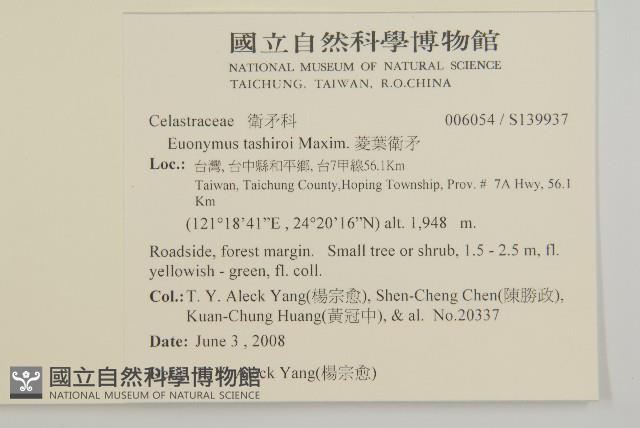 國立自然科學博物館
NATIONAL MUSEUM OF NATURAL SCIENCE
TAICHUNG, TAIWAN, R.O.CHINA
Celastraceae 衛矛科 006054 / S139937
Euonymus tashiroi Maxim. 菱葉衛矛
Loc.: 台灣, 台中縣和平鄉, 台7甲線56.1Km
Taiwan, Taichung County,Hoping Township, Prov. # 7A Hwy, 56.1
Km
(121°18'41"E , 24°20'16"N) alt. 1,948 m.
Roadside, forest margin. Small tree or shrub, 1.5 - 2.5 m, fl.
yellowish - green, fl. coll.
Col.: T. Y. Aleck Yang(楊宗愈), Shen-Cheng Chen(陳勝政),
Kuan-Chung Huang(黃冠中), & al. No.20337
Date: June 3 , 2008
Aleck Yang(楊宗愈)
國立自然科學博物館
NATIONAL MUSEUM OF NATURAL SCIENCE